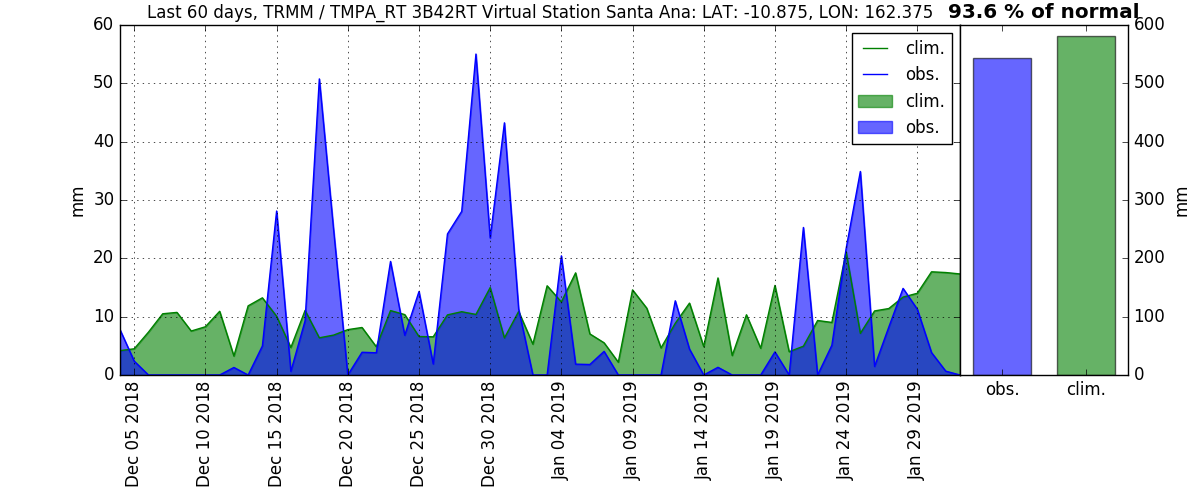 Last 60 days, TRMM / TMPA_RT 3B42RT Virtual Station Santa Ana: LAT: -10.875, LON: 162.375
93.6 % of normal
60
50
40
30
20
10
0
mm
clim.
obs.
clim.
obs.
Dec 05 2018
Dec 10 2018
Dec 15 2018
Dec 20 2018
Dec 25 2018
Dec 30 2018
Jan 04 2019
Jan 09 2019
Jan 14 2019
Jan 19 2019
Jan 24 2019
Jan 29 2019
600
500
400
300
200
100
0
mm
obs.
clim.